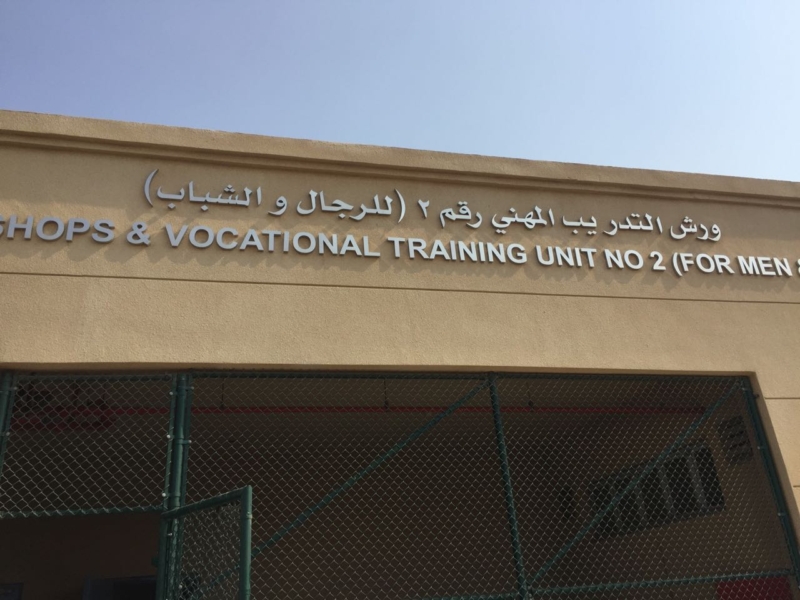 ورش التدريب المهني رقم ٢ (للرجال و الشباب)
SHOPS & VOCATIONAL TRAINING UNIT NO 2 (FOR MEN &